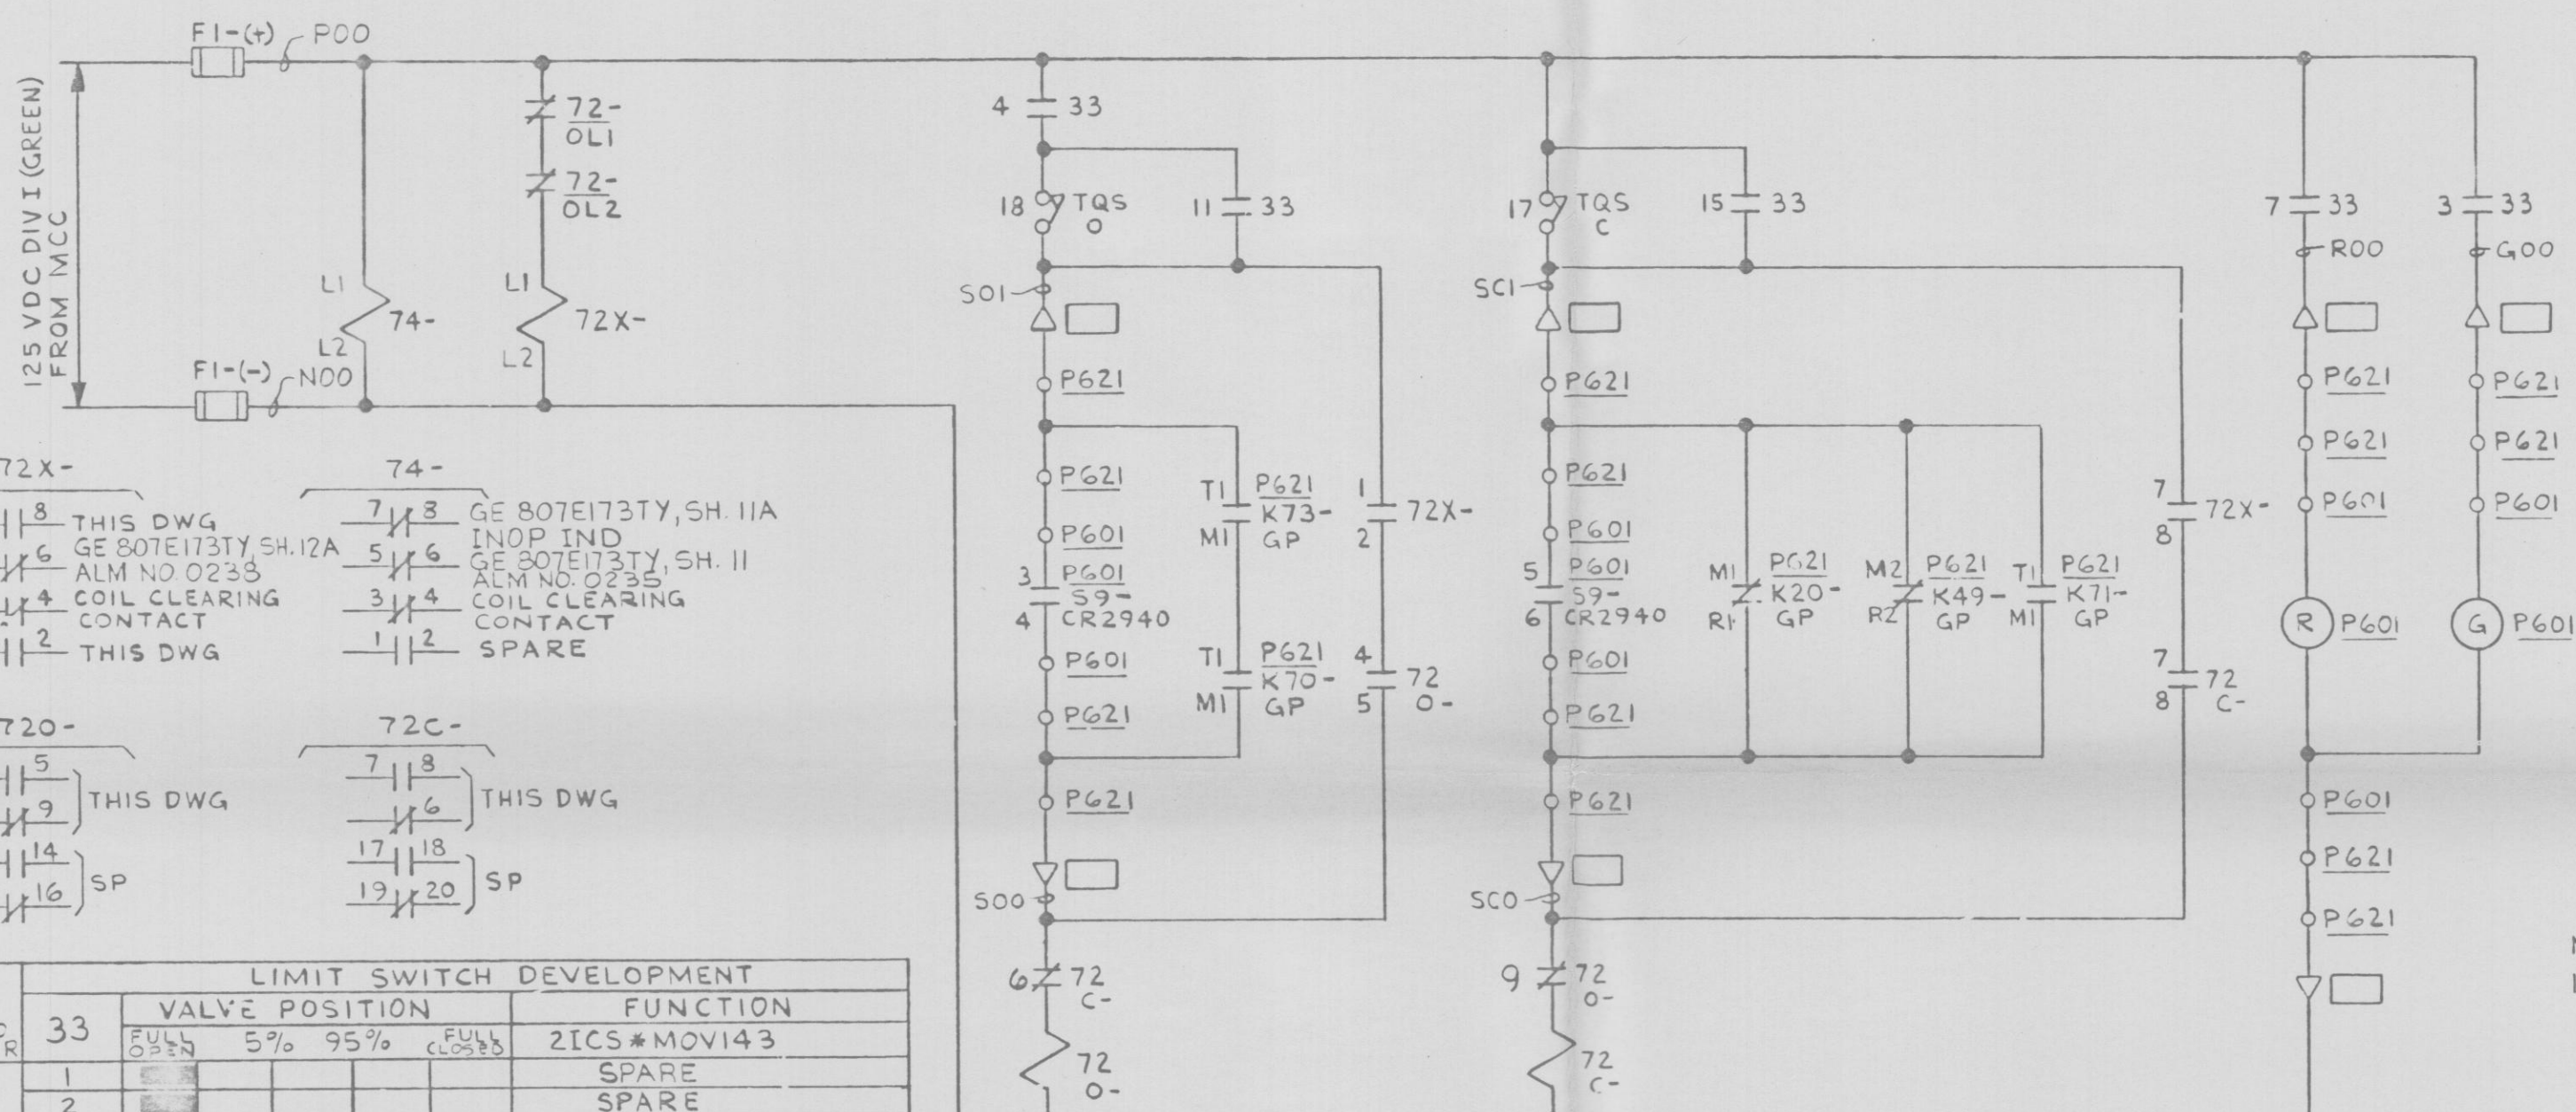 125 VDC DIV I (GREEN)
FROM MCC
F1-(+)
P00
F1-(-)
N00
L1
L2
74-
72-
OL1
72-
OL2
L1
L2
72X-
4 33
18 TQS
O
11 33
SO1
P621
P621
P601
3 P601
S9-
4 CR2940
P601
P621
T1 P621
K73-
M1 GP
T1 P621
K70-
M1 GP
1
72X-
2
4
72
5 O-
P621
SO0
6 72
C-
72
O-
17 TQS
C
15 33
SC1
P621
P621
P601
5 P601
S9-
6 CR2940
P601
P621
M1 P621
K20-
R1 GP
M2 P621
K49-
R2 GP
T1 P621
K71-
M1 GP
7
72X-
8
7
72
8 C-
P621
SC0
9 72
O-
72
C-
7 33
R00
P621
P621
P601
R P601
3 33
G00
P621
P621
P601
G P601
P601
P621
P621
72X-
8 THIS DWG
6 GE 807E173TY, SH.12A
ALM NO. 0238
4 COIL CLEARING
CONTACT
2 THIS DWG
74-
7 8 GE 807E173TY, SH. 11A
INOP IND
5 6 GE 807E173TY, SH. 11
ALM NO. 0235
3 4 COIL CLEARING
CONTACT
1 2 SPARE
720-
5
9
THIS DWG
14
16
SP
72C-
7 8
6
THIS DWG
17 18
19 20
SP
LIMIT SWITCH DEVELOPMENT
33
VALVE POSITION FUNCTION
FULL OPEN 5% 95% FULL CLOSED 2ICS*MOV143
1 SPARE
2 SPARE